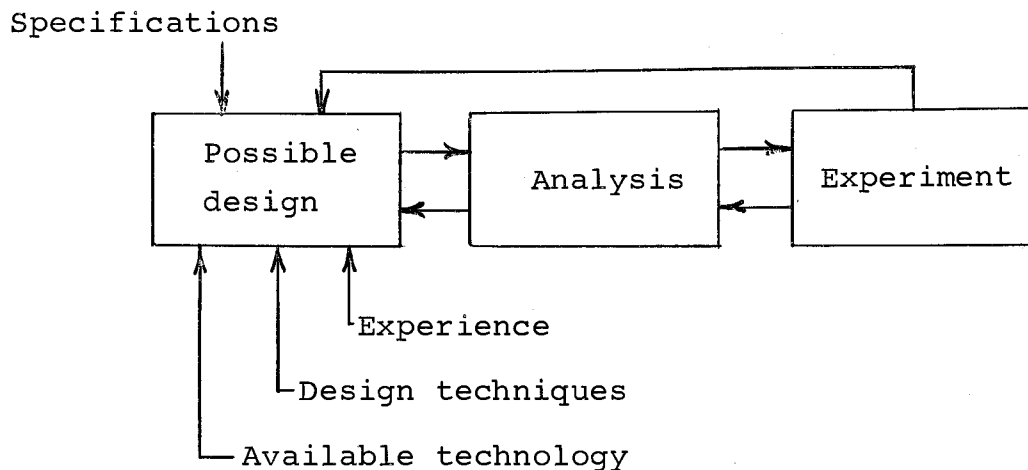 Specifications
Possible
design
Analysis
Experiment
Experience
Design techniques
Available technology